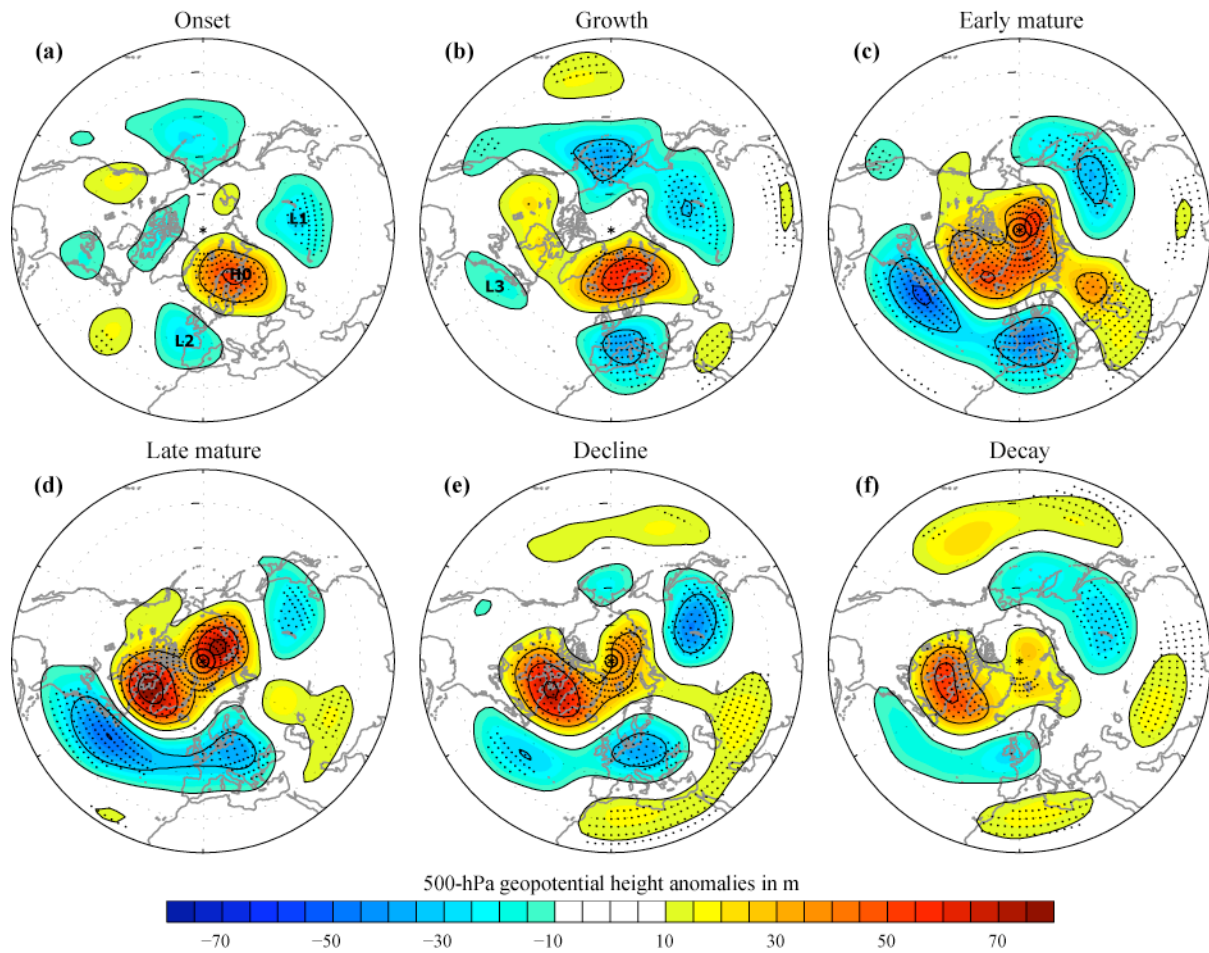 Onset
Growth
Early mature
(a)
(b)
(c)
L1
H0
L2
L3
Late mature
Decline
Decay
(d)
(e)
(f)
500-hPa geopotential height anomalies in m
−70 −50 −30 −10 10 30 50 70